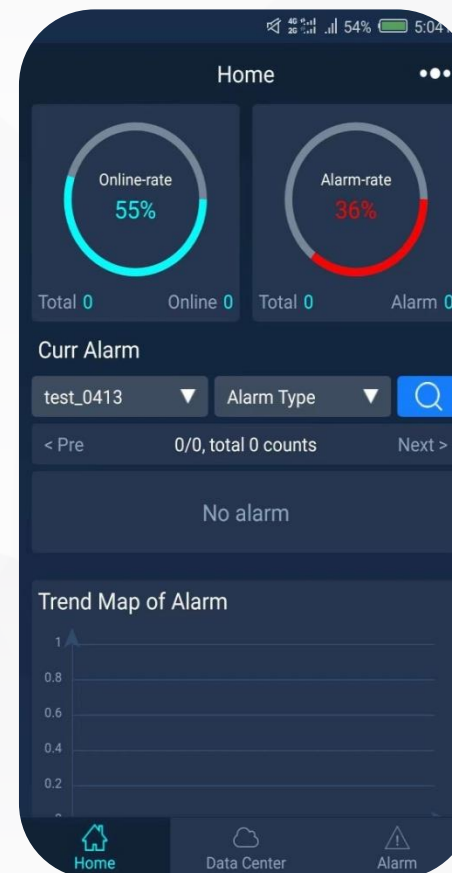 4G 2G 54% 5:04
Home
Online-rate
55%
Alarm-rate
36%
Total 0 Online 0
Total 0 Alarm 0
Curr Alarm
test_0413 ▼ Alarm Type ▼
< Pre 0/0, total 0 counts Next >
No alarm
Trend Map of Alarm
1
0.8
0.6
0.4
0.2
Home Data Center Alarm